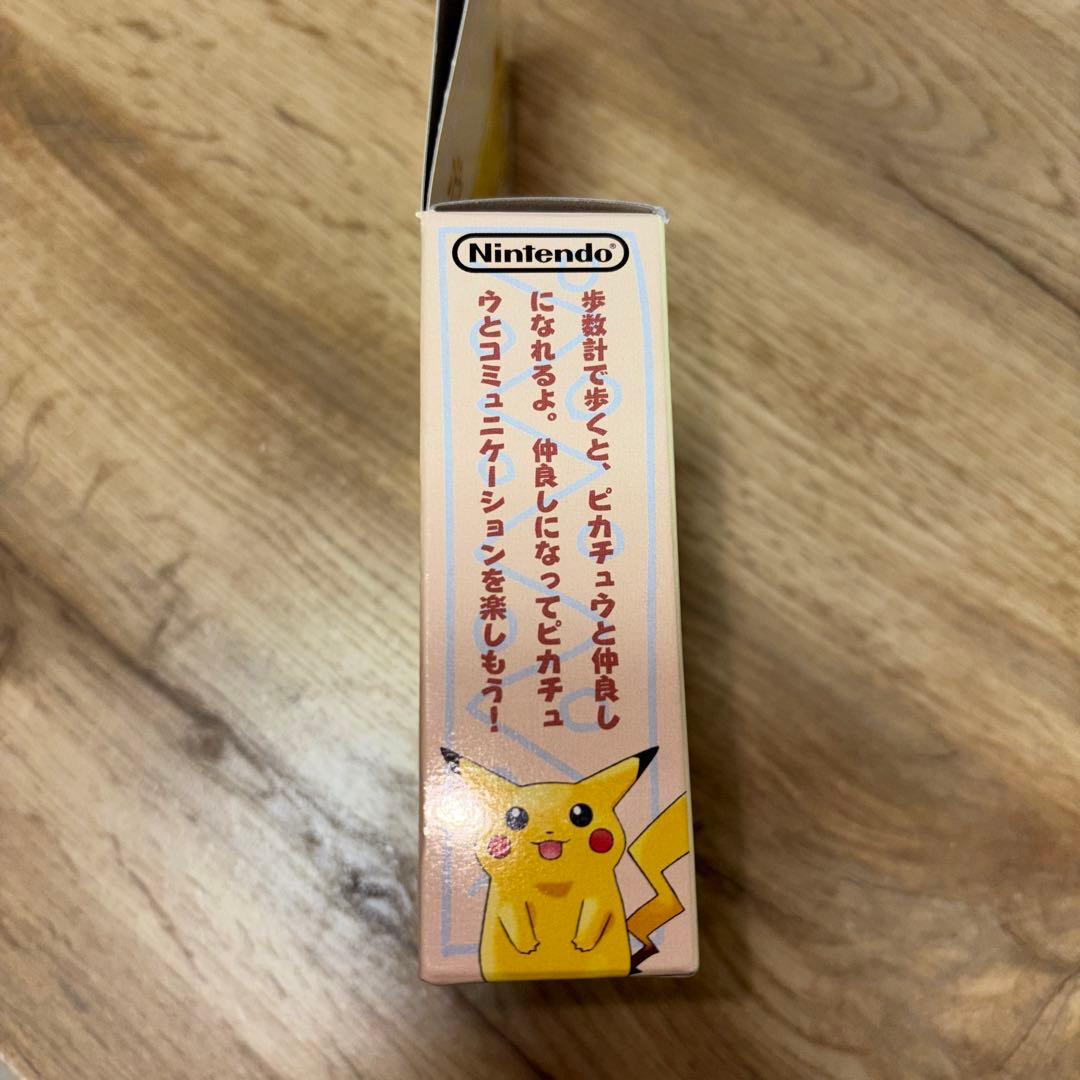 Nintendo®
歩数計で歩くと、ピカチュウと仲良し
になれるよ。仲良しになってピカチュ
ウとコミュニケーションを楽しもう！